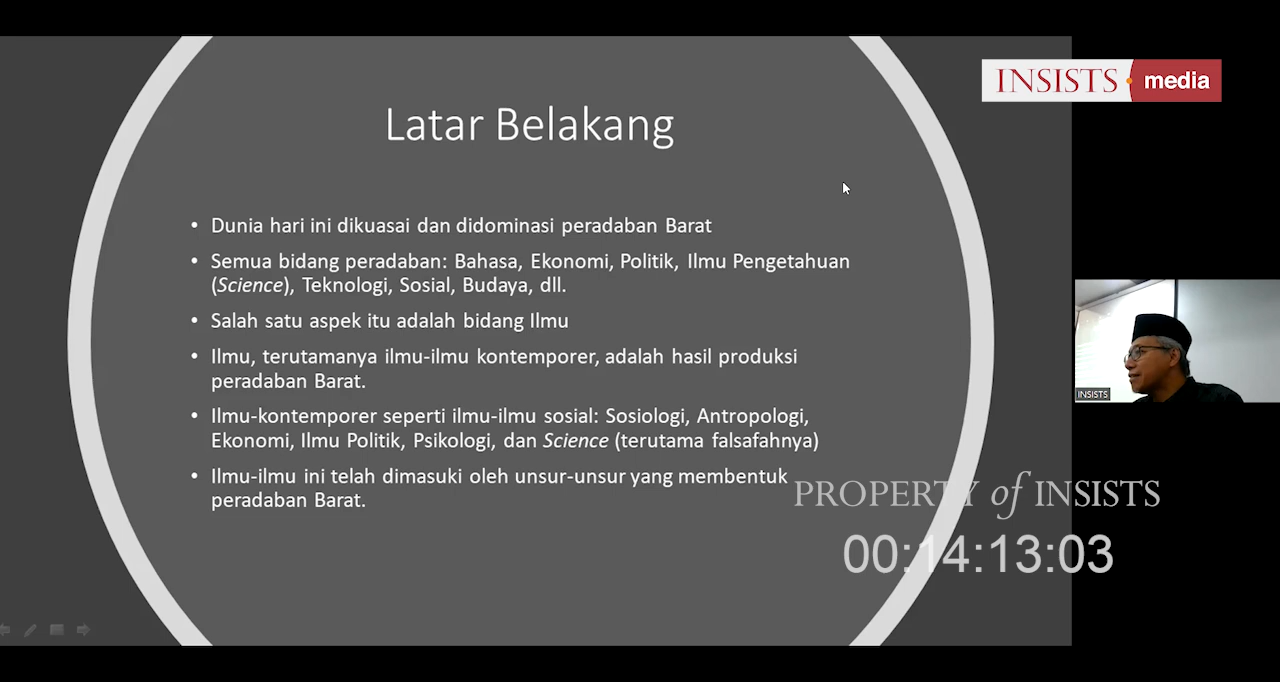 INSISTS media
Latar Belakang
• Dunia hari ini dikuasai dan didominasi peradaban Barat
• Semua bidang peradaban: Bahasa, Ekonomi, Politik, Ilmu Pengetahuan
(Science), Teknologi, Sosial, Budaya, dll.
• Salah satu aspek itu adalah bidang Ilmu
• Ilmu, terutamanya ilmu-ilmu kontemporer, adalah hasil produksi
peradaban Barat.
• Ilmu-kontemporer seperti ilmu-ilmu sosial: Sosiologi, Antropologi,
Ekonomi, Ilmu Politik, Psikologi, dan Science (terutama falsafahnya)
• Ilmu-ilmu ini telah dimasuki oleh unsur-unsur yang membentuk
peradaban Barat.
INSISTS
PROPERTY of INSISTS
00:14:13:03